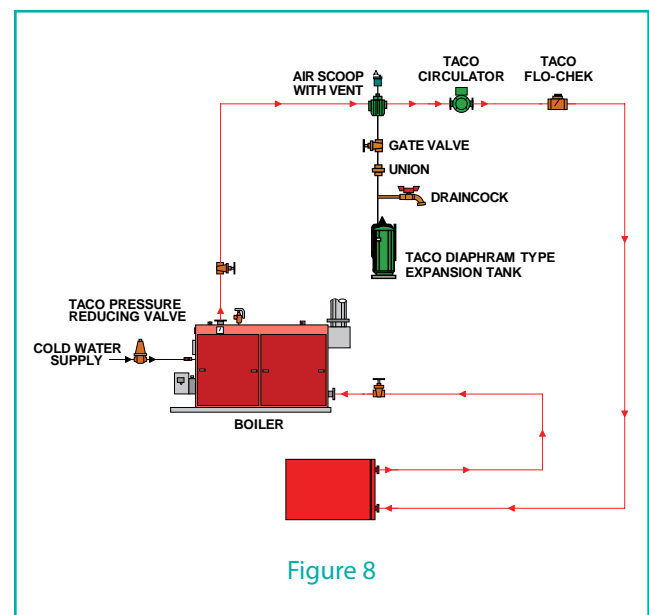 AIR SCOOP
WITH VENT
TACO
CIRCULATOR
TACO
FLO-CHEK
GATE VALVE
UNION
DRAINCOCK
TACO DIAPHRAM TYPE
EXPANSION TANK
TACO PRESSURE
REDUCING VALVE
COLD WATER
SUPPLY
BOILER
Figure 8